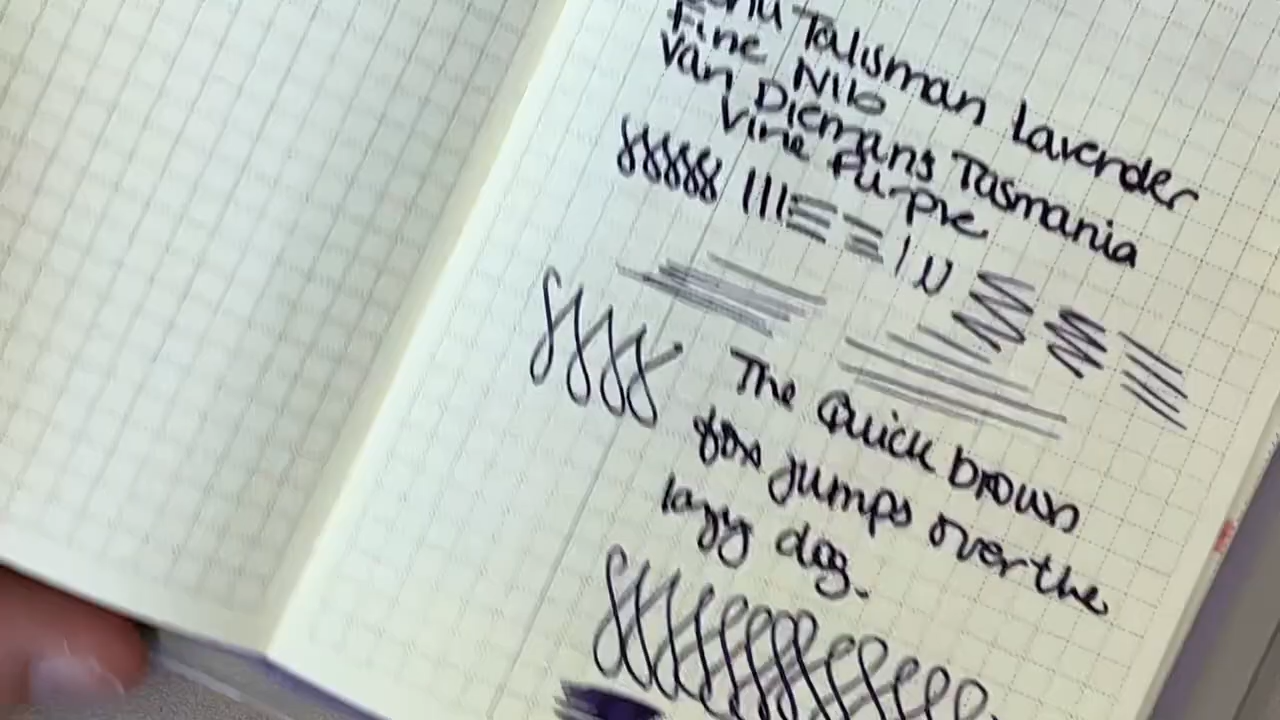 Talisman Lavender
Fine Nib
Van Diemans Tasmania
Vine Purple
The Quick brown
fox jumps over the
lazy dog.